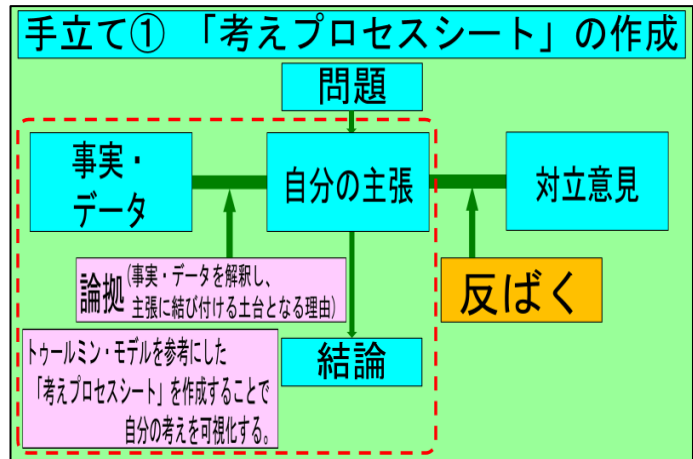 手立て① 「考えプロセスシート」の作成
問題
事実・
データ
自分の主張
対立意見
論拠(事実・データを解釈し、
主張に結び付ける土台となる理由)
反ばく
トゥールミン・モデルを参考にした
「考えプロセスシート」を作成することで
自分の考えを可視化する。
結論